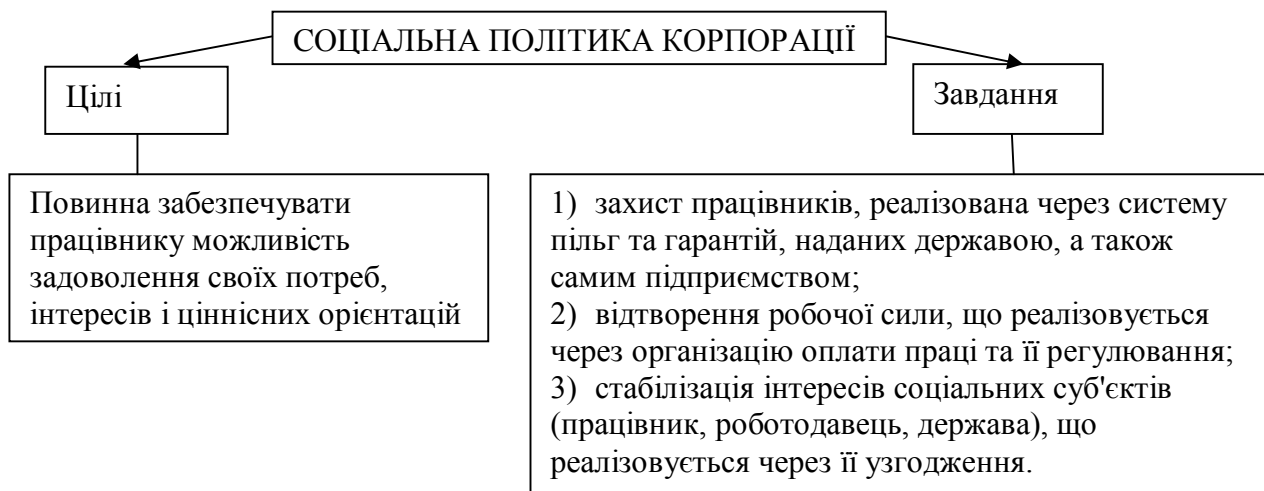 СОЦІАЛЬНА ПОЛІТИКА КОРПОРАЦІЇ
Цілі
Завдання
Повинна забезпечувати
працівнику можливість
задоволення своїх потреб,
інтересів і ціннісних орієнтацій
1) захист працівників, реалізована через систему
пільг та гарантій, наданих державою, а також
самим підприємством;
2) відтворення робочої сили, що реалізовується
через організацію оплати праці та її регулювання;
3) стабілізація інтересів соціальних суб'єктів
(працівник, роботодавець, держава), що
реалізовується через її узгодження.